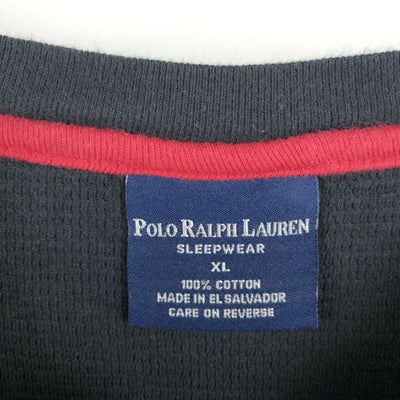 POLO RALPH LAUREN
SLEEPWEAR
XL
100% COTTON
MADE IN EL SALVADOR
CARE ON REVERSE